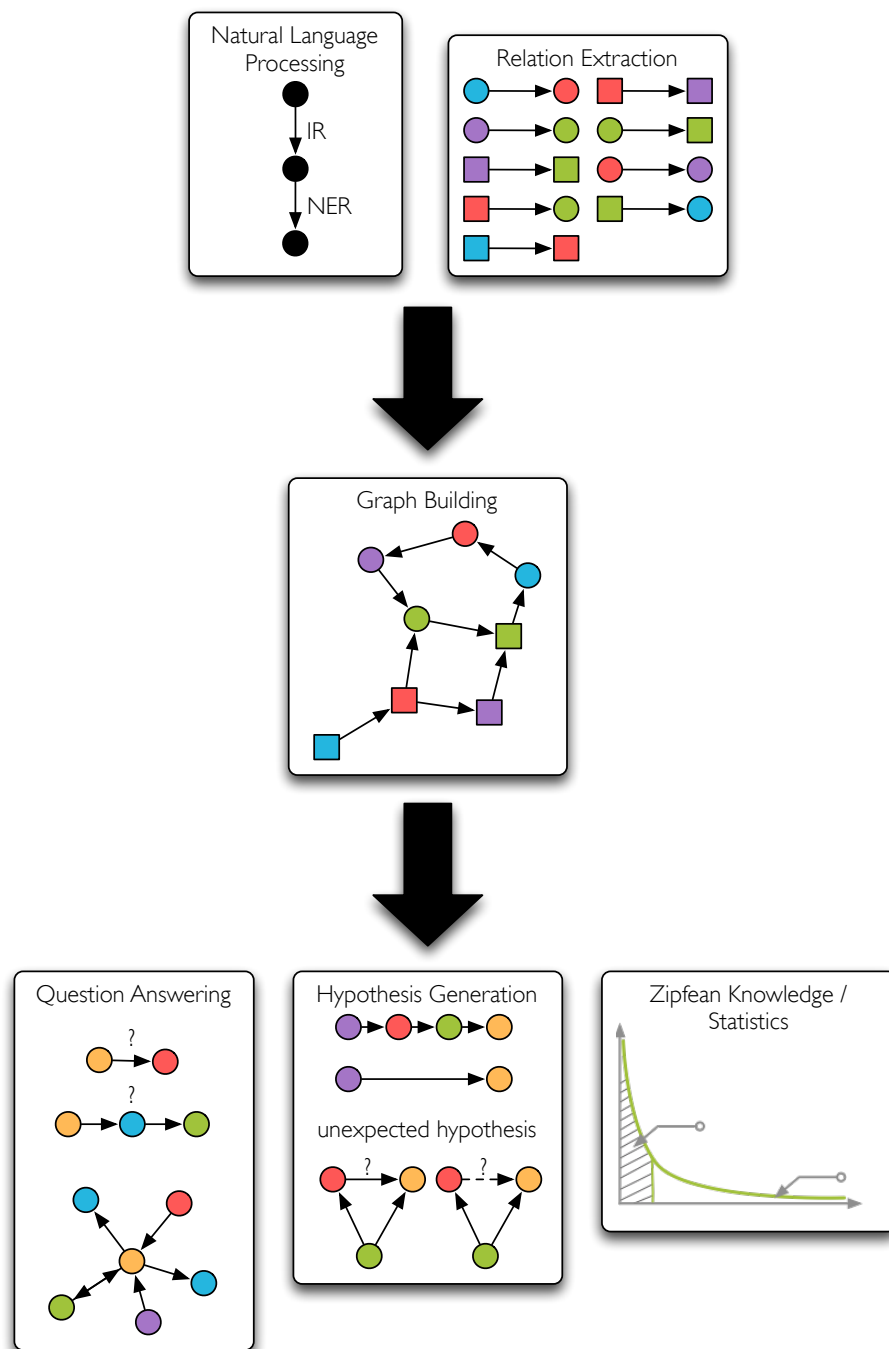 Natural Language
Processing
IR
NER
Relation Extraction
Graph Building
Question Answering
?
?
Hypothesis Generation
unexpected hypothesis
?
?
Zipfean Knowledge /
Statistics